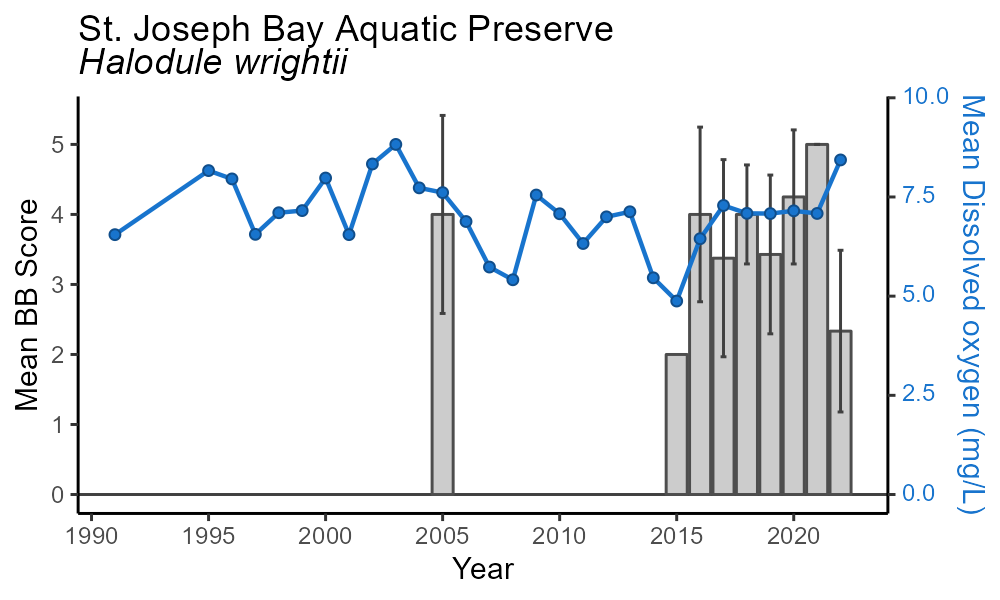 St. Joseph Bay Aquatic Preserve
Halodule wrightii
Mean BB Score
5
4
3
2
1
0
10.0
7.5
5.0
2.5
0.0
Mean Dissolved oxygen (mg/L)
1990 1995 2000 2005 2010 2015 2020
Year